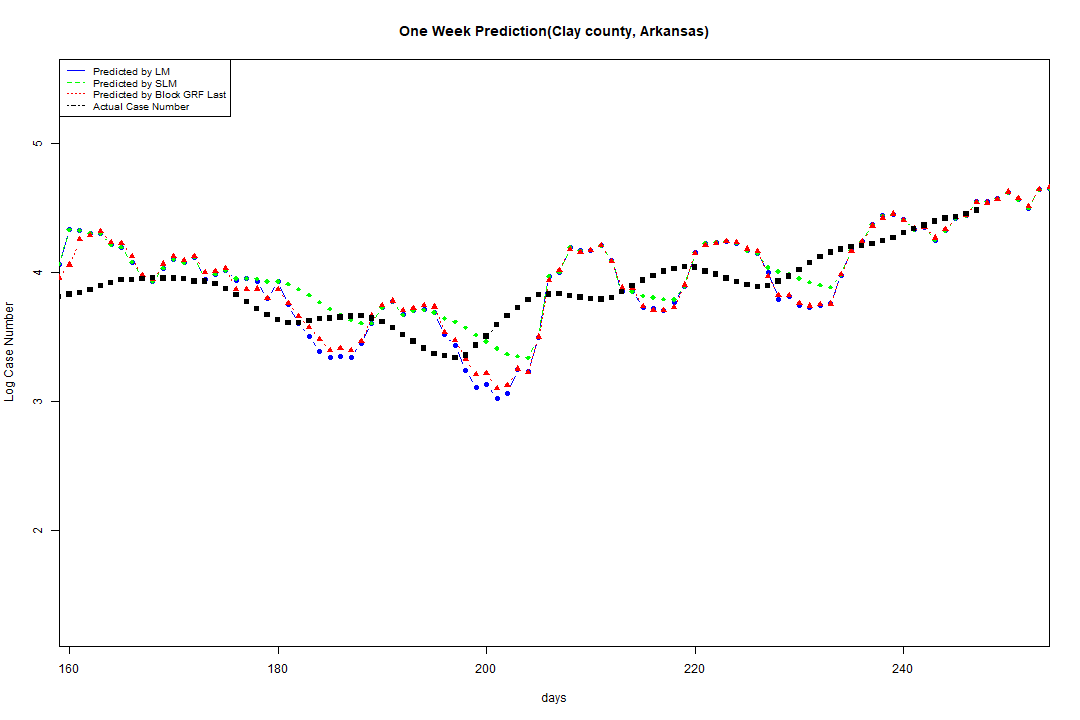 One Week Prediction(Clay county, Arkansas)
Predicted by LM
Predicted by SLM
Predicted by Block GRF Last
Actual Case Number
5
4
3
2
Log Case Number
160 180 200 220 240
days